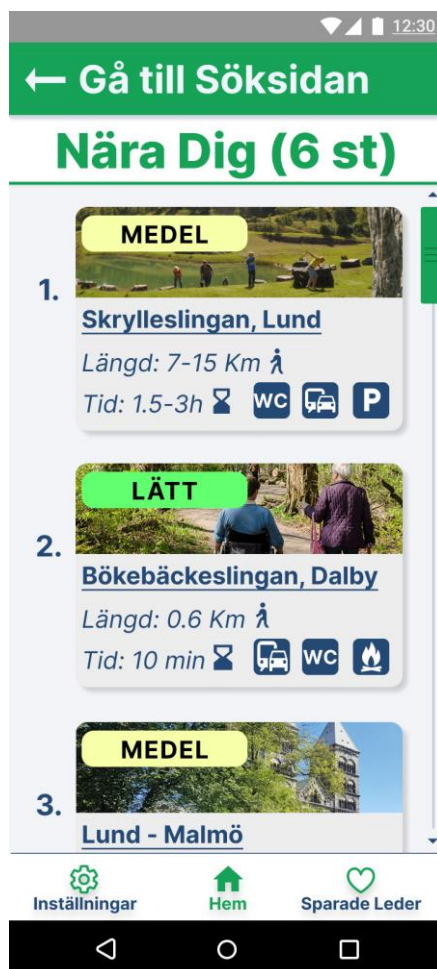 12:30
Gå till Söksidan
Nära Dig (6 st)
MEDEL
1.
Skrylleslingan, Lund
Längd: 7-15 Km
Tid: 1.5-3h WC P
LÄTT
2.
Bökebäckeslingan, Dalby
Längd: 0.6 Km
Tid: 10 min WC
MEDEL
3.
Lund - Malmö
Inställningar Hem Sparade Leder